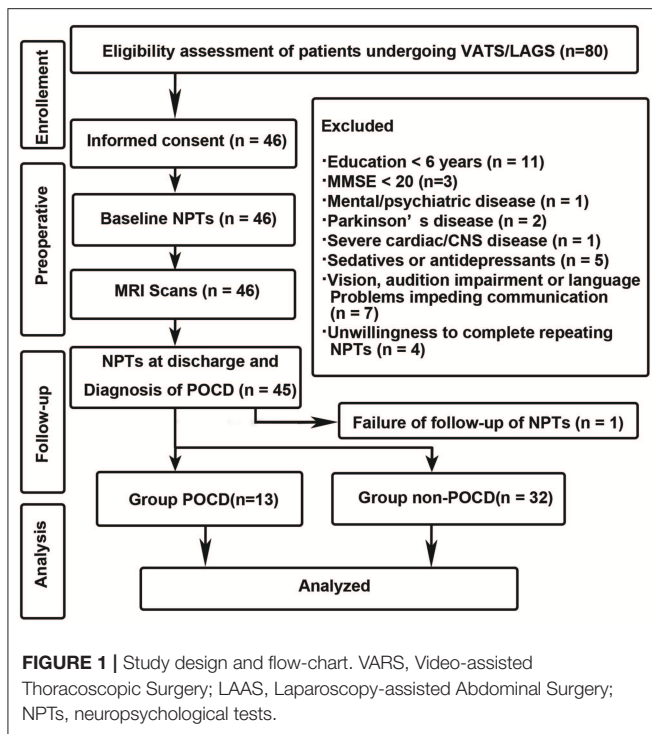 Eligibility assessment of patients undergoing VATS/LAGS (n=80)
Enrollement
Informed consent (n = 46)
Excluded
·Education < 6 years (n = 11)
·MMSE < 20 (n=3)
·Mental/psychiatric disease (n = 1)
·Parkinson' s disease (n = 2)
·Severe cardiac/CNS disease (n = 1)
·Sedatives or antidepressants (n = 5)
·Vision, audition impairment or language
Problems impeding communication
(n = 7)
·Unwillingness to complete repeating
NPTs (n = 4)
Preoperative
Baseline NPTs (n = 46)
MRI Scans (n = 46)
Follow-up
NPTs at discharge and
Diagnosis of POCD (n = 45)
Failure of follow-up of NPTs (n = 1)
Group POCD(n=13)
Group non-POCD(n = 32)
Analysis
Analyzed
FIGURE 1 | Study design and flow-chart. VARS, Video-assisted
Thoracoscopic Surgery; LAAS, Laparoscopy-assisted Abdominal Surgery;
NPTs, neuropsychological tests.